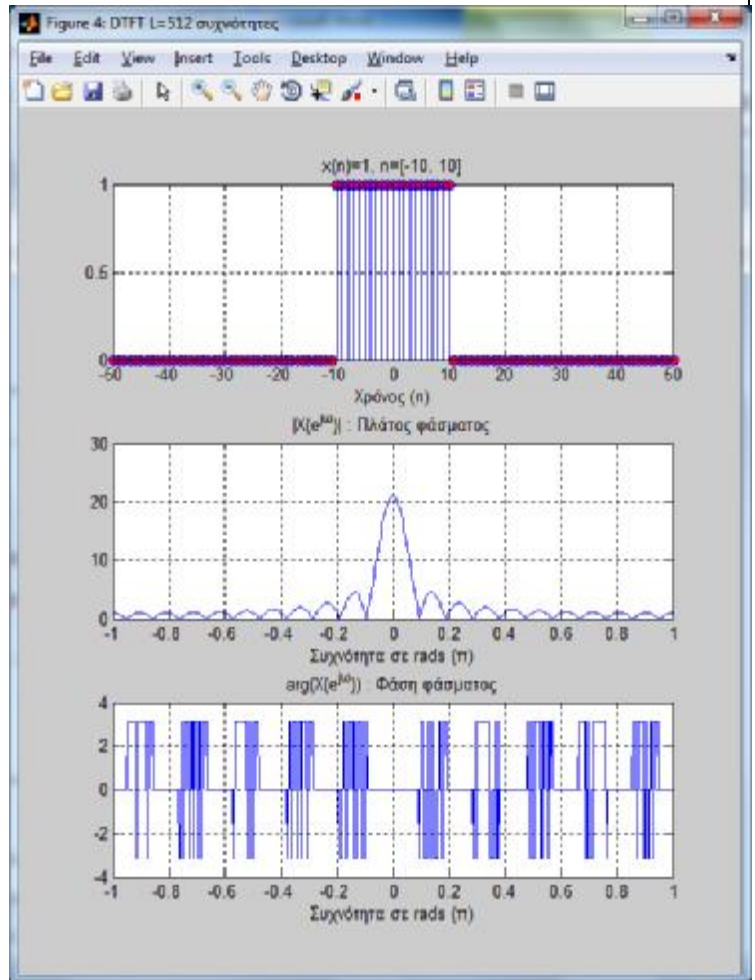 Figure 4: DTFT L=512 συχνότητες
File Edit View Insert Tools Desktop Window Help
x(n)=1, n=[-10, 10]
1
0.5
0
-50 -40 -30 -20 -10 0 10 20 30 40 50
Χρόνος (n)
|X(e^jω)| : Πλάτος φάσματος
30
20
10
0
-1 -0.8 -0.6 -0.4 -0.2 0 0.2 0.4 0.6 0.8 1
Συχνότητα σε rads (π)
arg(X(e^jω)) : Φάση φάσματος
4
2
0
-2
-4
-1 -0.8 -0.6 -0.4 -0.2 0 0.2 0.4 0.6 0.8 1
Συχνότητα σε rads (π)